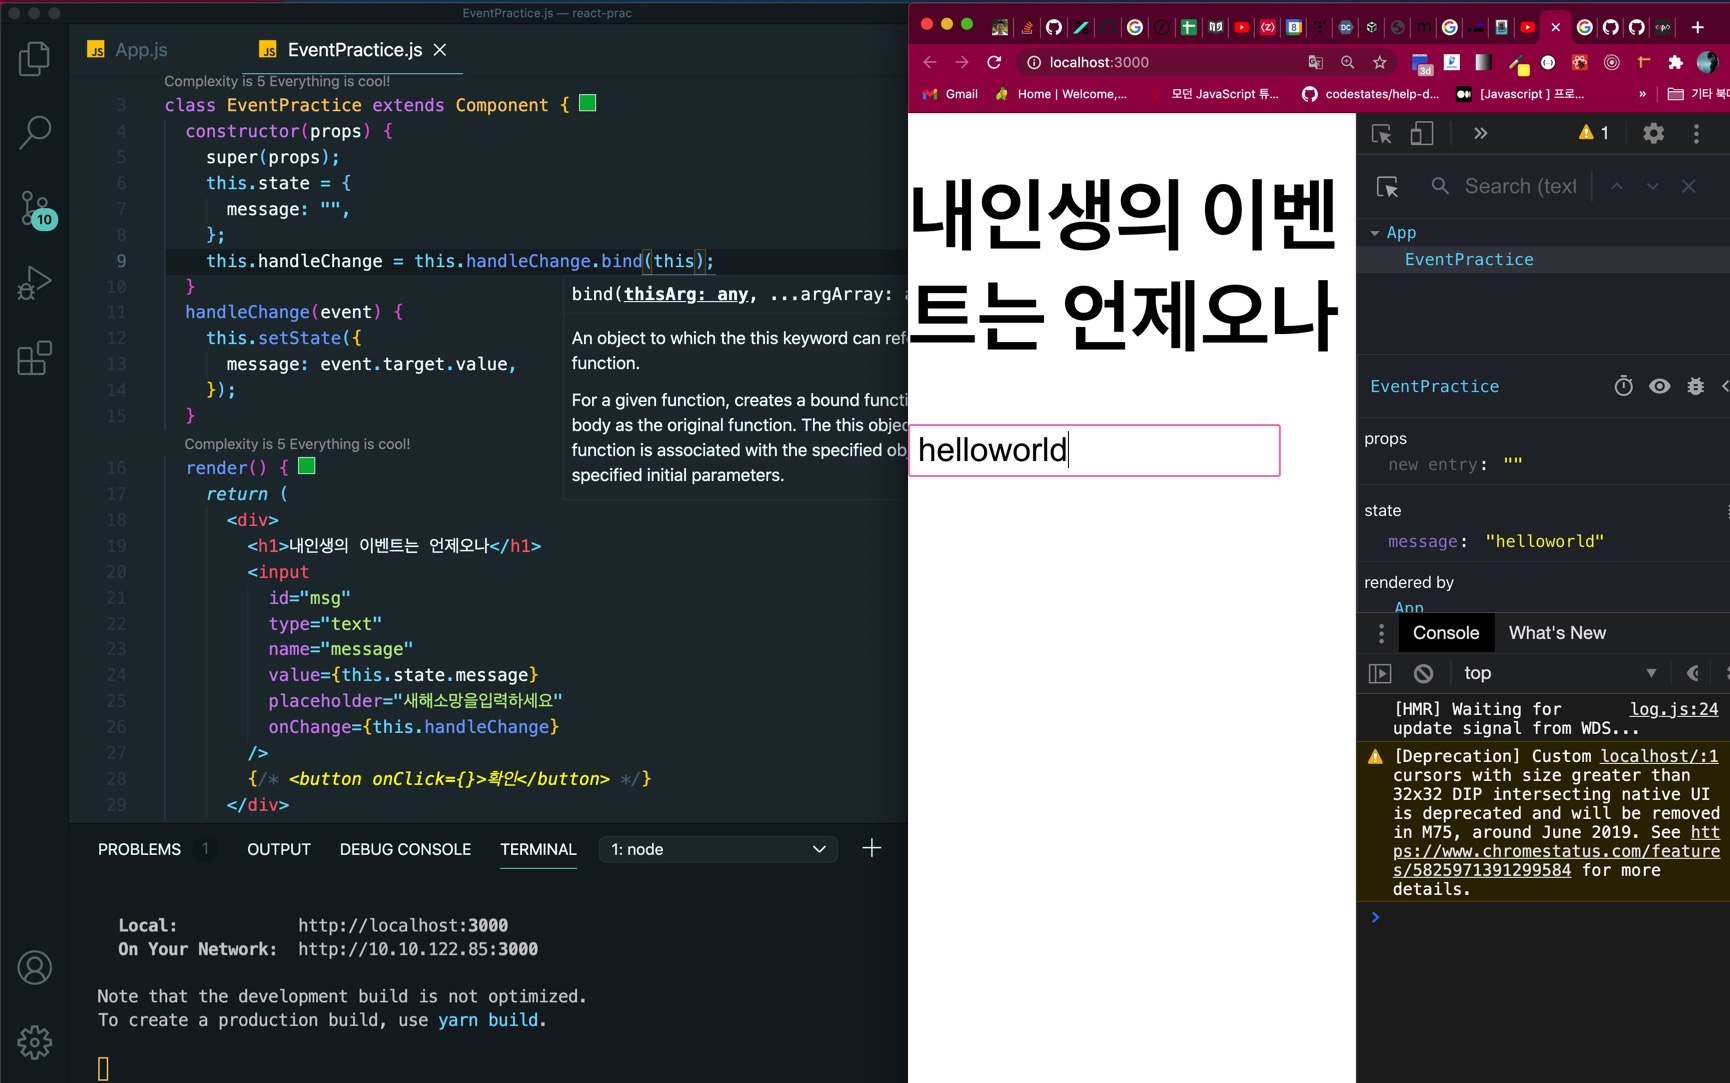 EventPractice.js — react-prac
JS App.js
JS EventPractice.js
Complexity is 5 Everything is cool!
3 class EventPractice extends Component {
4 constructor(props) {
5 super(props);
6 this.state = {
7 message: "",
8 };
9 this.handleChange = this.handleChange.bind(this);
10 }
11 handleChange(event) {
12 this.setState({
13 message: event.target.value,
14 });
15 }
Complexity is 5 Everything is cool!
16 render() {
17 return (
18 <div>
19 <h1>내인생의 이벤트는 언제오나</h1>
20 <input
21 id="msg"
22 type="text"
23 name="message"
24 value={this.state.message}
25 placeholder="새해소망을입력하세요"
26 onChange={this.handleChange}
27 />
28 {/* <button onClick={}>확인</button> */}
29 </div>
bind(thisArg: any, ...argArray:
An object to which the this keyword can
function.
For a given function, creates a bound
body as the original function. The this
function is associated with the specified
specified initial parameters.
10
PROBLEMS 1 OUTPUT DEBUG CONSOLE TERMINAL 1: node
Local: http://localhost:3000
On Your Network: http://10.10.122.85:3000
Note that the development build is not optimized.
To create a production build, use yarn build.
localhost:3000
3d
Gmail Home | Welcome,... 모던 JavaScript 튜... codestates/help-d... [Javascript ] 프로... » 기타
내인생의 이벤
트는 언제오나
helloworld
1
Search (text
App
EventPractice
EventPractice
props
new entry: ""
state
message: "helloworld"
rendered by
App
Console What's New
top
[HMR] Waiting for log.js:24
update signal from WDS...
[Deprecation] Custom localhost/:1
cursors with size greater than
32x32 DIP intersecting native UI
is deprecated and will be removed
in M75, around June 2019. See htt
ps://www.chromestatus.com/feature
s/5825971391299584 for more
details.